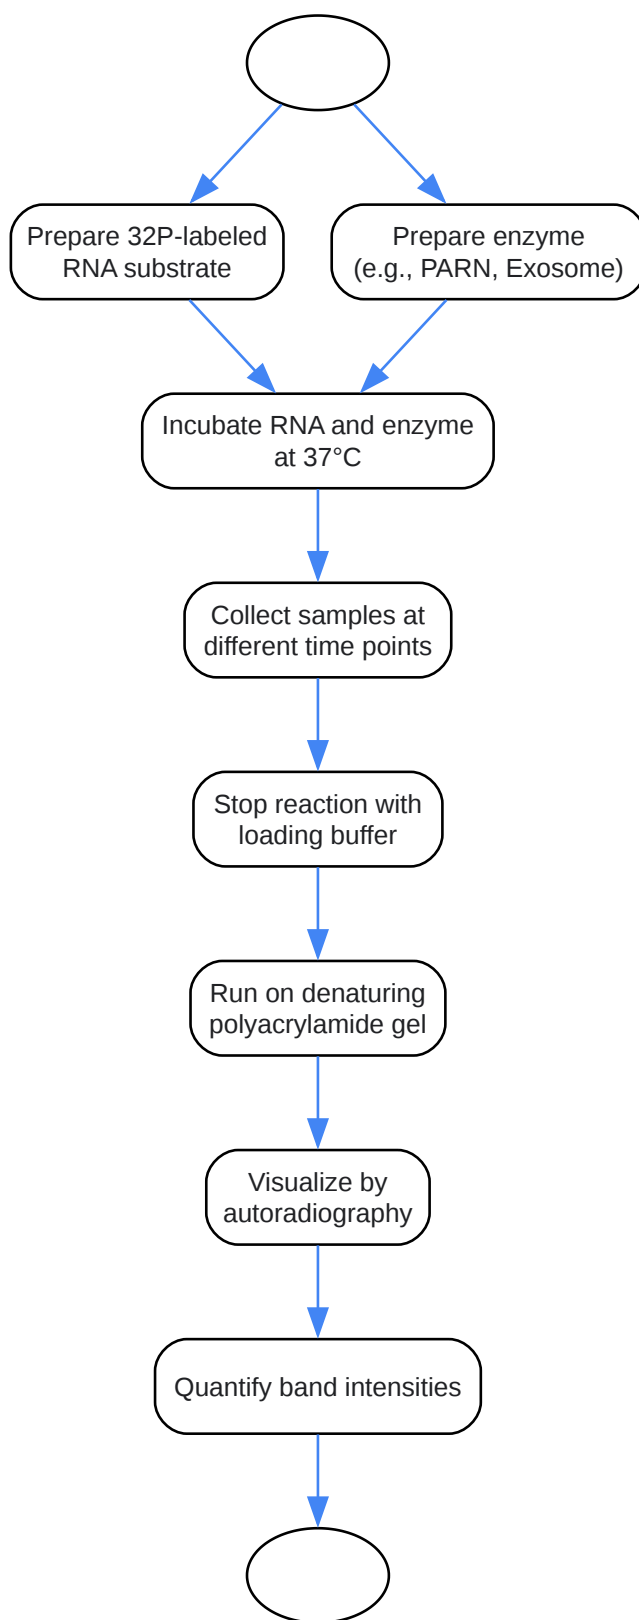 Prepare 32P-labeled
RNA substrate
Prepare enzyme
(e.g., PARN, Exosome)
Incubate RNA and enzyme
at 37°C
Collect samples at
different time points
Stop reaction with
loading buffer
Run on denaturing
polyacrylamide gel
Visualize by
autoradiography
Quantify band intensities